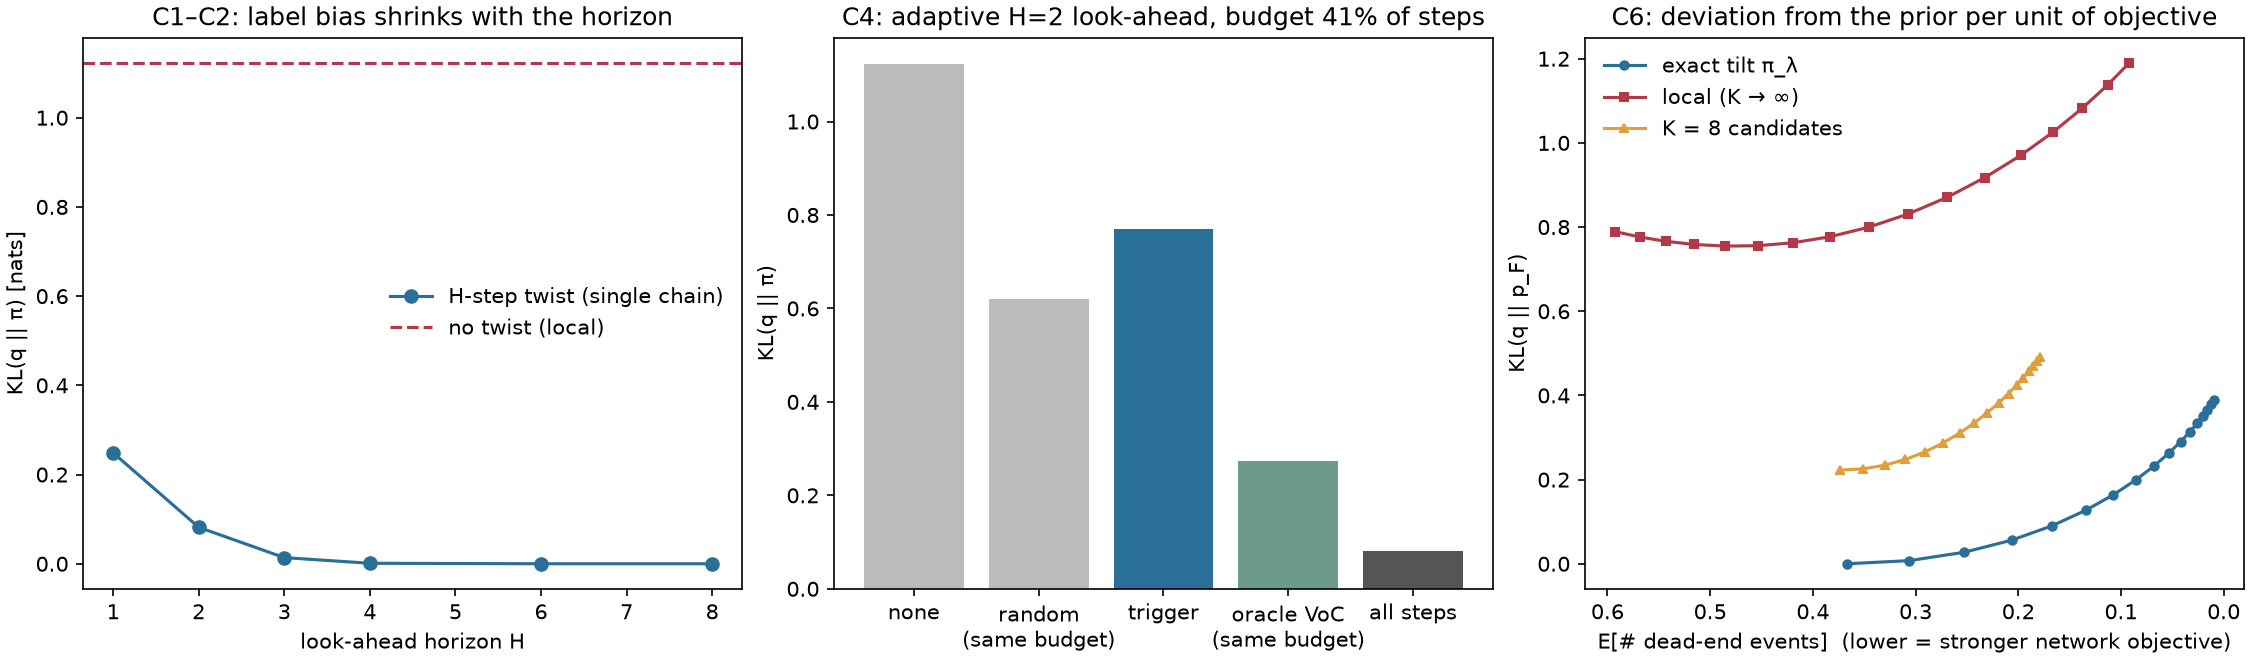 C1–C2: label bias shrinks with the horizon
KL(q || π) [nats]
1.0
0.8
0.6
0.4
0.2
0.0
H-step twist (single chain)
no twist (local)
1 2 3 4 5 6 7 8
look-ahead horizon H
C4: adaptive H=2 look-ahead, budget 41% of steps
KL(q || π)
1.0
0.8
0.6
0.4
0.2
0.0
none random trigger oracle VoC all steps
(same budget) (same budget)
C6: deviation from the prior per unit of objective
KL(q || p_F)
1.2
1.0
0.8
0.6
0.4
0.2
0.0
exact tilt π_λ
local (K → ∞)
K = 8 candidates
0.6 0.5 0.4 0.3 0.2 0.1 0.0
E[# dead-end events] (lower = stronger network objective)